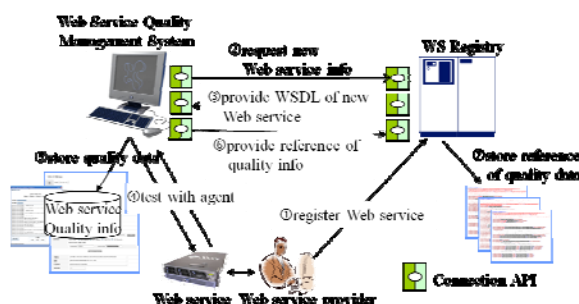 Web Service Quality
Management System
②request new
Web service info
WS Registry
③provide WSDL of new
Web service
⑥provide reference of
quality info
⑤store quality data
④test with agent
Web service
Quality info
⑦store reference
of quality data
①register Web service
Web service
Web service provider
Connection API